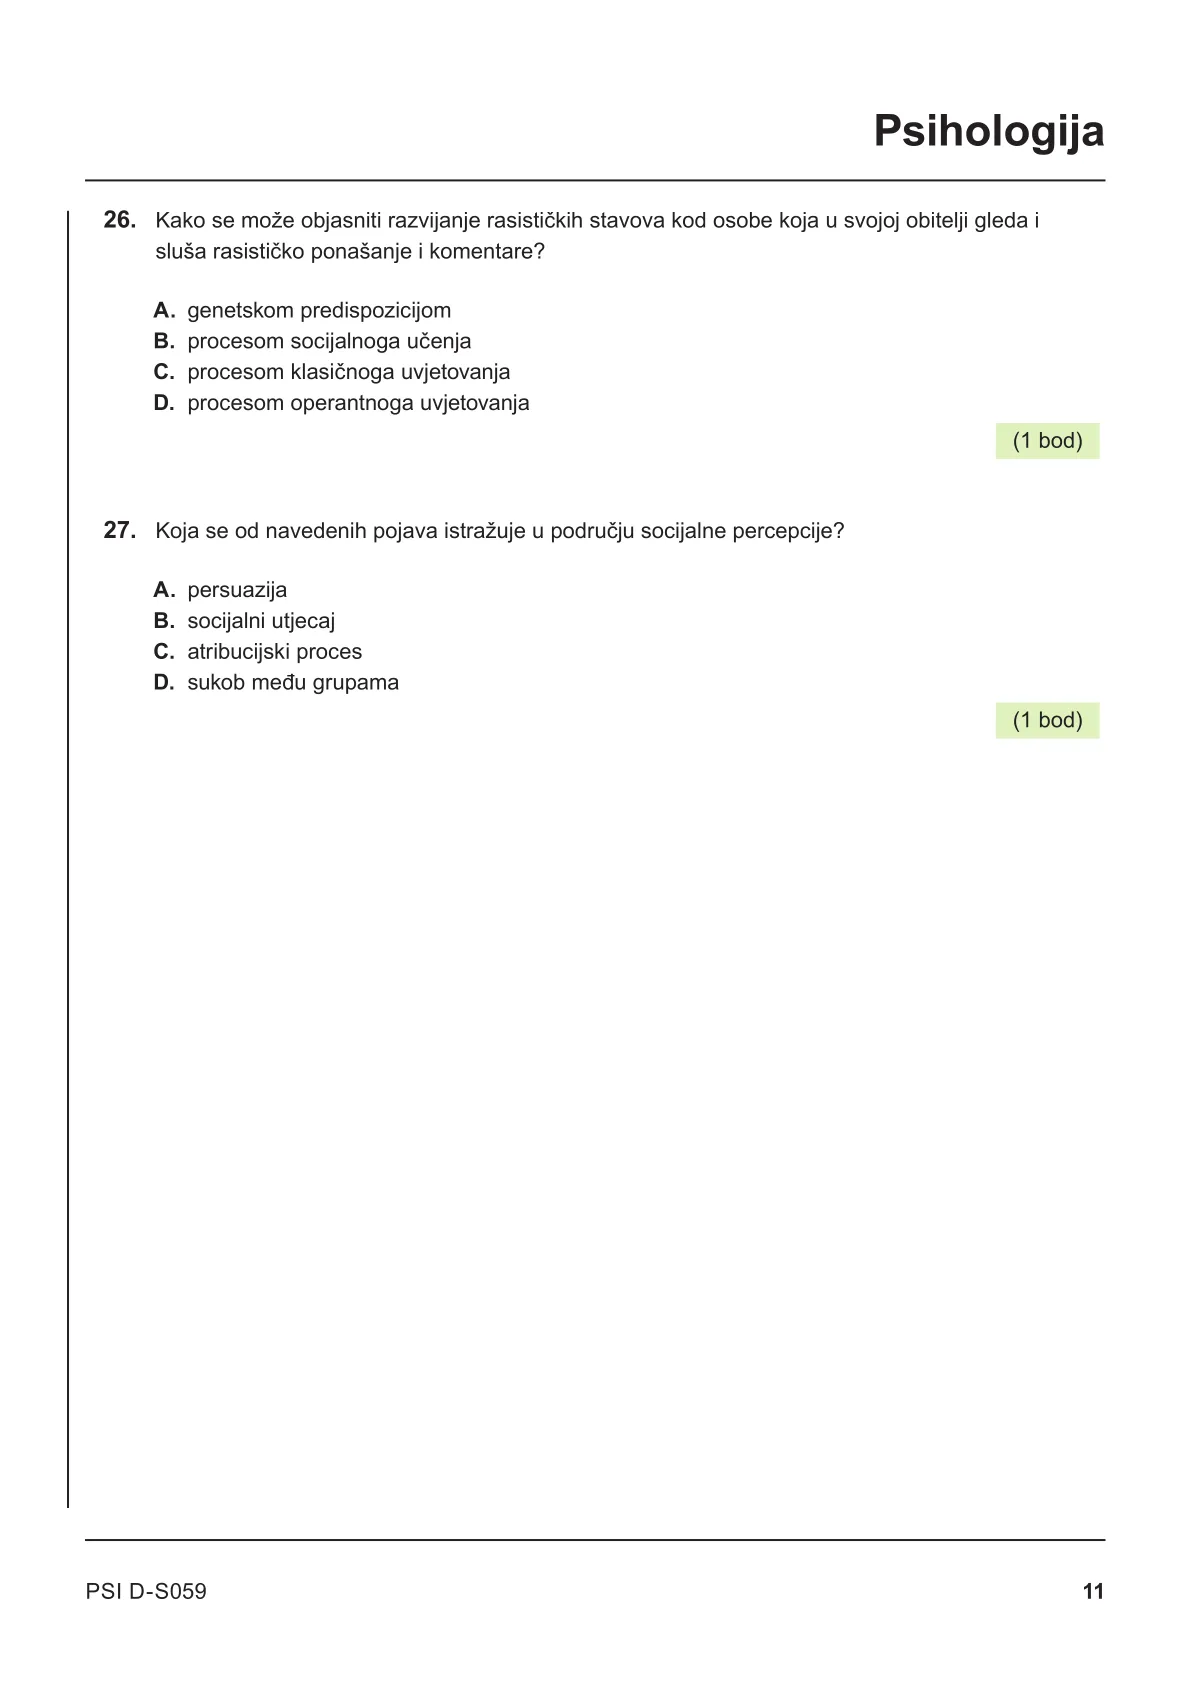 Psihologija
26. Kako se može objasniti razvijanje rasističkih stavova kod osobe koja u svojoj obitelji gleda i
sluša rasističko ponašanje i komentare?
A. genetskom predispozicijom
B. procesom socijalnoga učenja
C. procesom klasičnoga uvjetovanja
D. procesom operantnoga uvjetovanja
(1 bod)
27. Koja se od navedenih pojava istražuje u području socijalne percepcije?
A. persuazija
B. socijalni utjecaj
C. atribucijski proces
D. sukob među grupama
(1 bod)
PSI D-S059
11